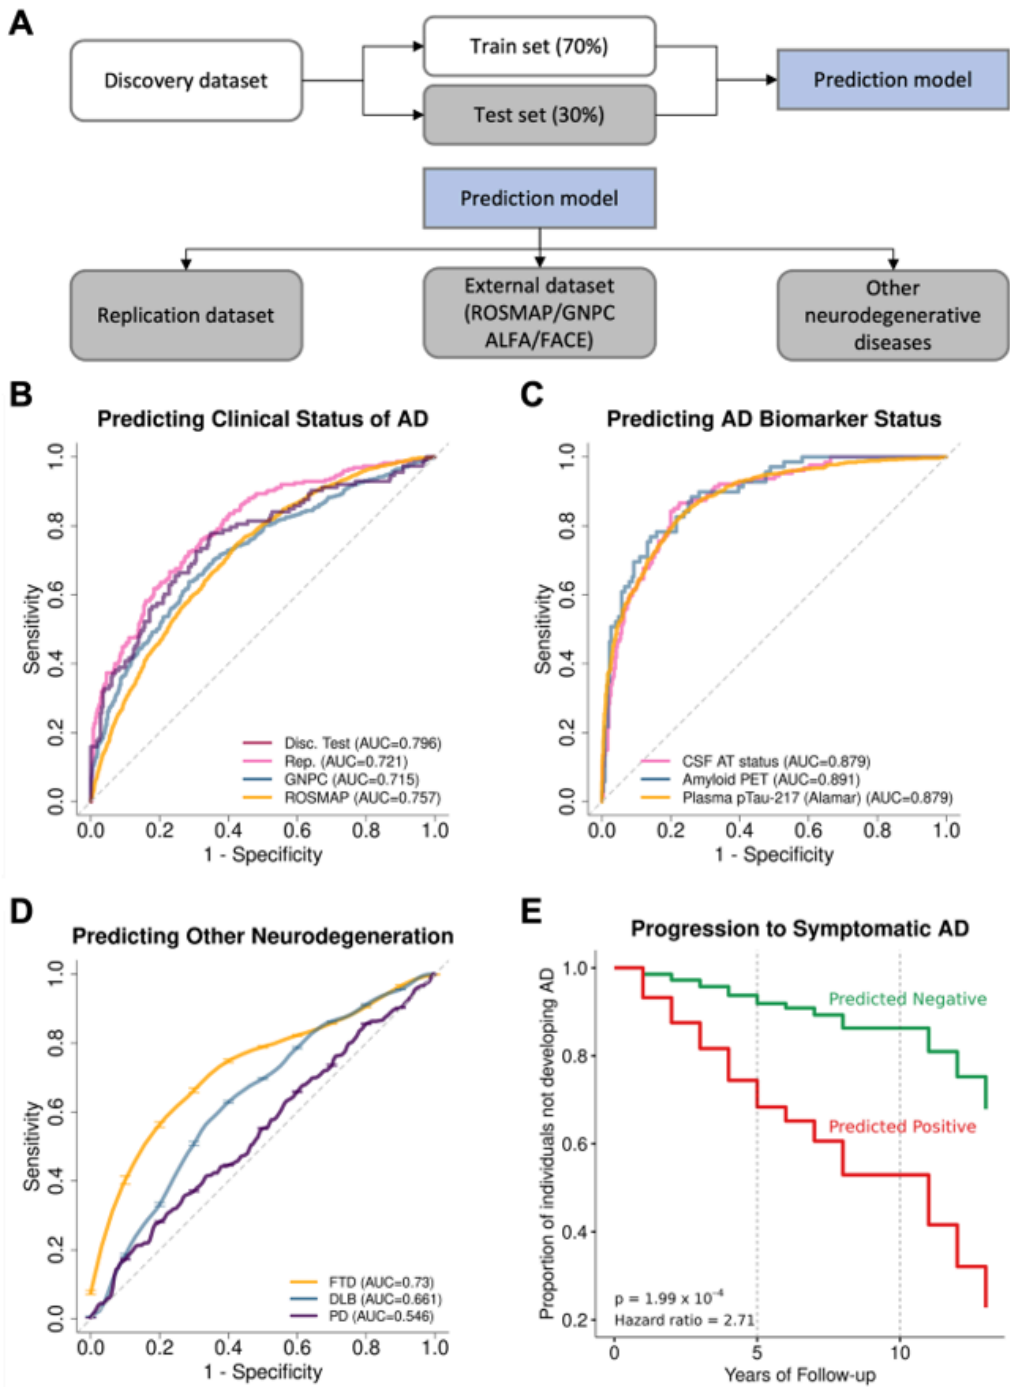 A
Discovery dataset
Train set (70%)
Test set (30%)
Prediction model
Prediction model
Replication dataset
External dataset
(ROSMAP/GNPC
ALFA/FACE)
Other
neurodegenerative
diseases
B
Predicting Clinical Status of AD
Sensitivity
1.0
0.8
0.6
0.4
0.2
0.0
Disc. Test (AUC=0.796)
Rep. (AUC=0.721)
GNPC (AUC=0.715)
ROSMAP (AUC=0.757)
0.0 0.2 0.4 0.6 0.8 1.0
1 - Specificity
C
Predicting AD Biomarker Status
Sensitivity
1.0
0.8
0.6
0.4
0.2
0.0
CSF AT status (AUC=0.879)
Amyloid PET (AUC=0.891)
Plasma pTau-217 (Alamar) (AUC=0.879)
0.0 0.2 0.4 0.6 0.8 1.0
1 - Specificity
D
Predicting Other Neurodegeneration
Sensitivity
1.0
0.8
0.6
0.4
0.2
0.0
FTD (AUC=0.73)
DLB (AUC=0.661)
PD (AUC=0.546)
0.0 0.2 0.4 0.6 0.8 1.0
1 - Specificity
E
Progression to Symptomatic AD
Proportion of individuals not developing AD
1.0
0.8
0.6
0.4
0.2
Predicted Negative
Predicted Positive
p = 1.99 x 10⁻⁴
Hazard ratio = 2.71
0 5 10
Years of Follow-up